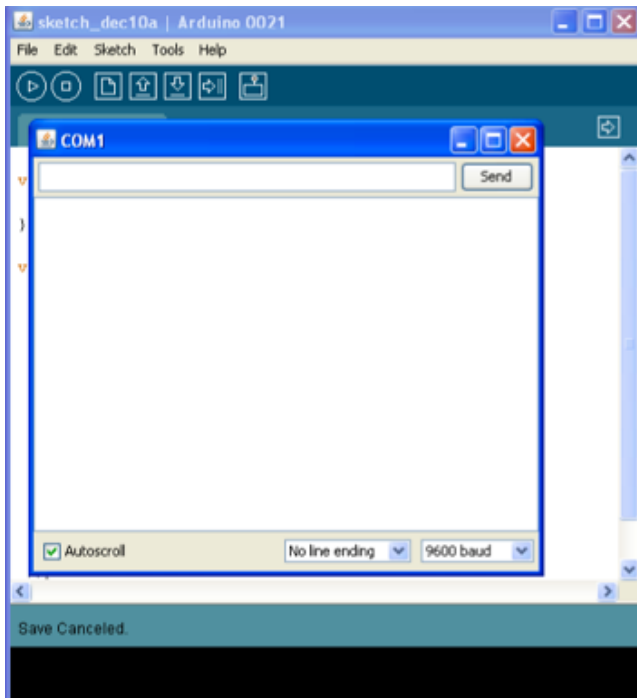 sketch_dec10a | Arduino 0021
File Edit Sketch Tools Help
COM1
Send
v
}
v
Autoscroll
No line ending
9600 baud
Save Canceled.